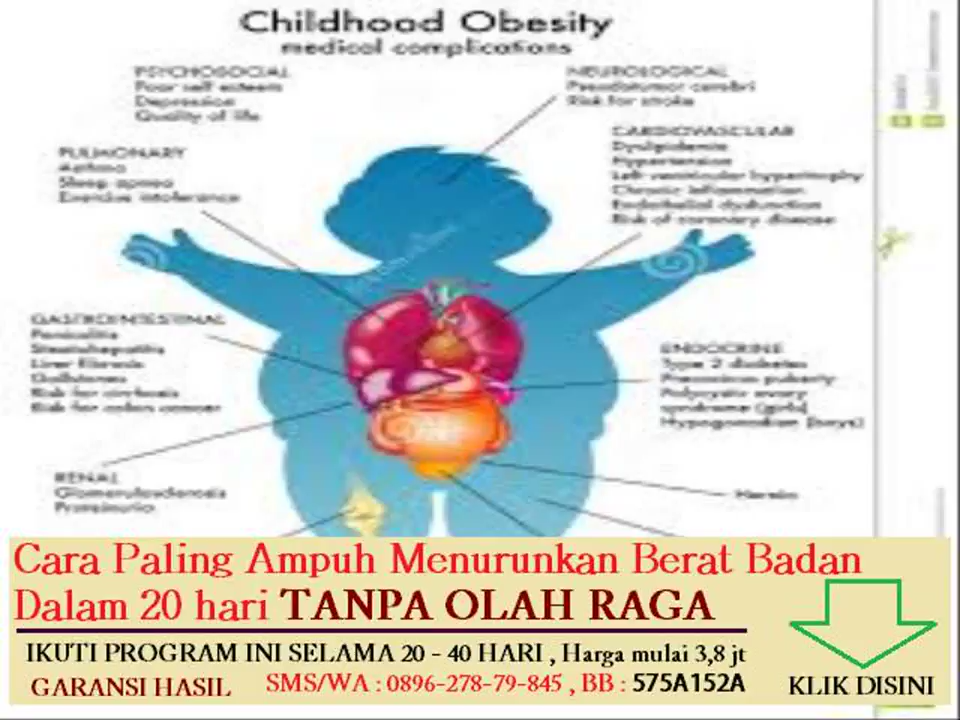 Childhood Obesity
medical complications
PSYCHOSOCIAL
Poor self esteem
Depression
Quality of life
NEUROLOGICAL
Pseudotumor cerebri
Risk for stroke
PULMONARY
Asthma
Sleep apnea
Exercise intolerance
CARDIOVASCULAR
Dyslipidemia
Hypertension
Left ventricular hypertrophy
Chronic inflammation
Endothelial dysfunction
Risk of coronary disease
GASTROINTESTINAL
Steatohepatitis
Liver fibrosis
Gallstones
Risk for cirrhosis
Risk for colon cancer
ENDOCRINE
Type 2 diabetes
Precocious puberty
Polycystic ovary
syndrome (girls)
Hypogonadism (boys)
RENAL
Glomerulosclerosis
Proteinuria
Hernia
Cara Paling Ampuh Menurunkan Berat Badan
Dalam 20 hari TANPA OLAH RAGA
IKUTI PROGRAM INI SELAMA 20 - 40 HARI , Harga mulai 3,8 jt
GARANSI HASIL SMS/WA : 0896-278-79-845 , BB : 575A152A
KLIK DISINI